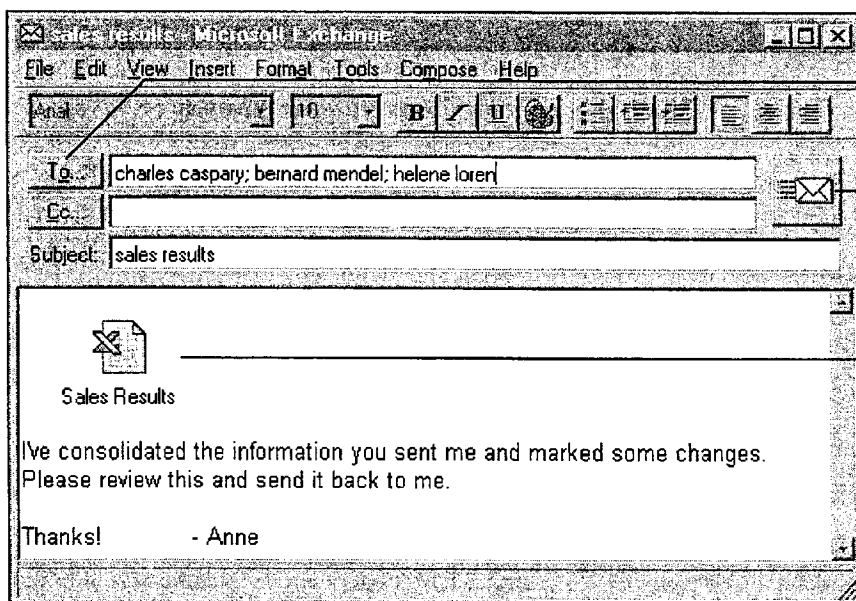 sales results - Microsoft Exchange
File Edit View Insert Format Tools Compose Help
Arial 10 B I U
To... charles caspary; bernard mendel; helene loren
Cc...
Subject: sales results
Sales Results
I've consolidated the information you sent me and marked some changes.
Please review this and send it back to me.
Thanks! - Anne